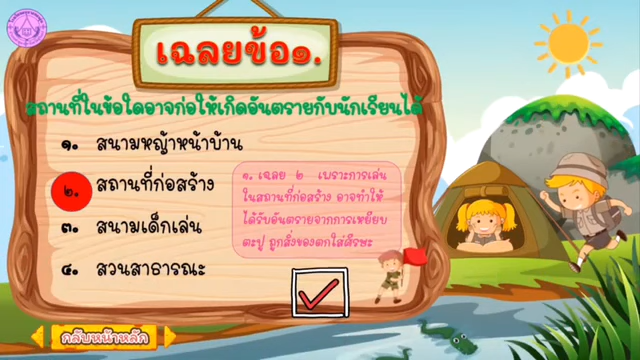 เฉลยข้อ๑.
สถานที่ในข้อใดอาจก่อให้เกิดอันตรายกับนักเรียนได้
๑. สนามหญ้าหน้าบ้าน
๒. สถานที่ก่อสร้าง
๓. สนามเด็กเล่น
๔. สวนสาธารณะ
๑. เฉลย ๒ เพราะการเล่น
ในสถานที่ก่อสร้าง อาจทำให้
ได้รับอันตรายจากการเหยียบ
ตะปู ถูกสิ่งของตกใส่ศีรษะ
กลับหน้าหลัก